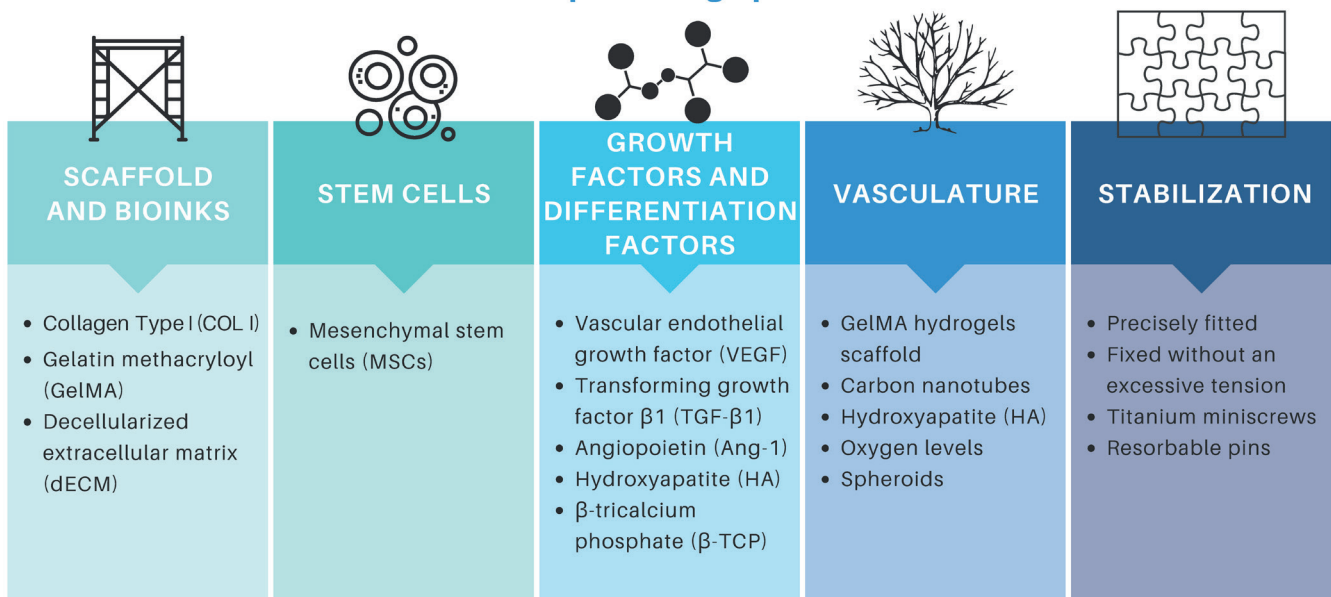 SCAFFOLD
AND BIOINKS
• Collagen Type I (COL I)
• Gelatin methacryloyl
(GelMA)
• Decellularized
extracellular matrix
(dECM)
STEM CELLS
• Mesenchymal stem
cells (MSCs)
GROWTH
FACTORS AND
DIFFERENTIATION
FACTORS
• Vascular endothelial
growth factor (VEGF)
• Transforming growth
factor β1 (TGF-β1)
• Angiopoietin (Ang-1)
• Hydroxyapatite (HA)
• β-tricalcium
phosphate (β-TCP)
VASCULATURE
• GelMA hydrogels
scaffold
• Carbon nanotubes
• Hydroxyapatite (HA)
• Oxygen levels
• Spheroids
STABILIZATION
• Precisely fitted
• Fixed without an
excessive tension
• Titanium miniscrews
• Resorbable pins